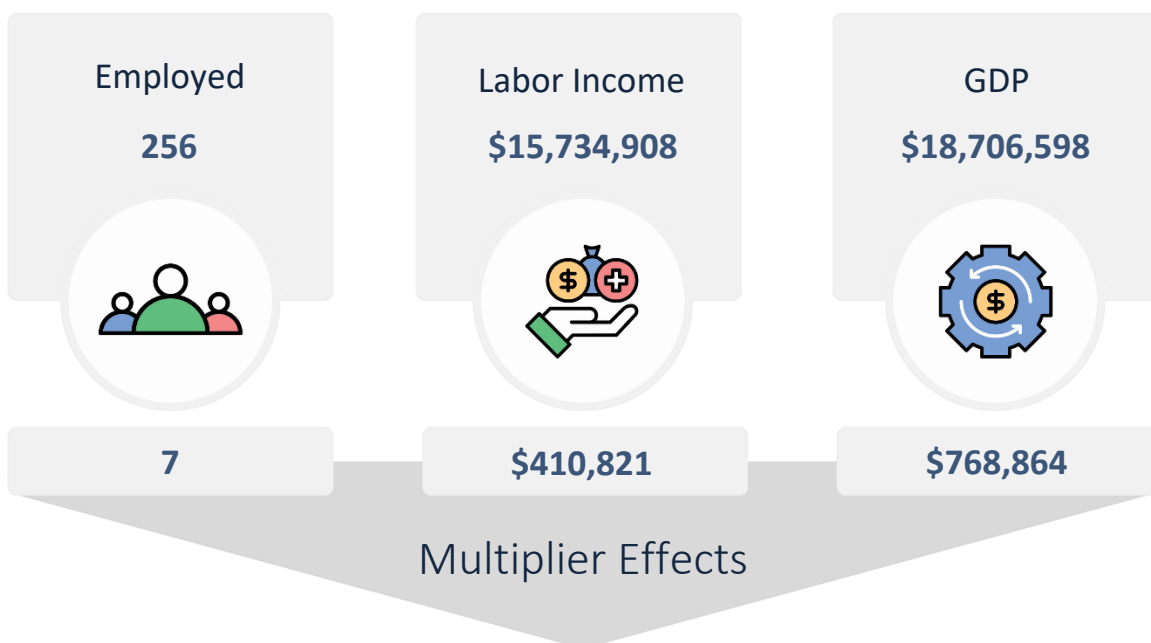 Employed
256
Labor Income
$15,734,908
GDP
$18,706,598
7
$410,821
$768,864
Multiplier Effects